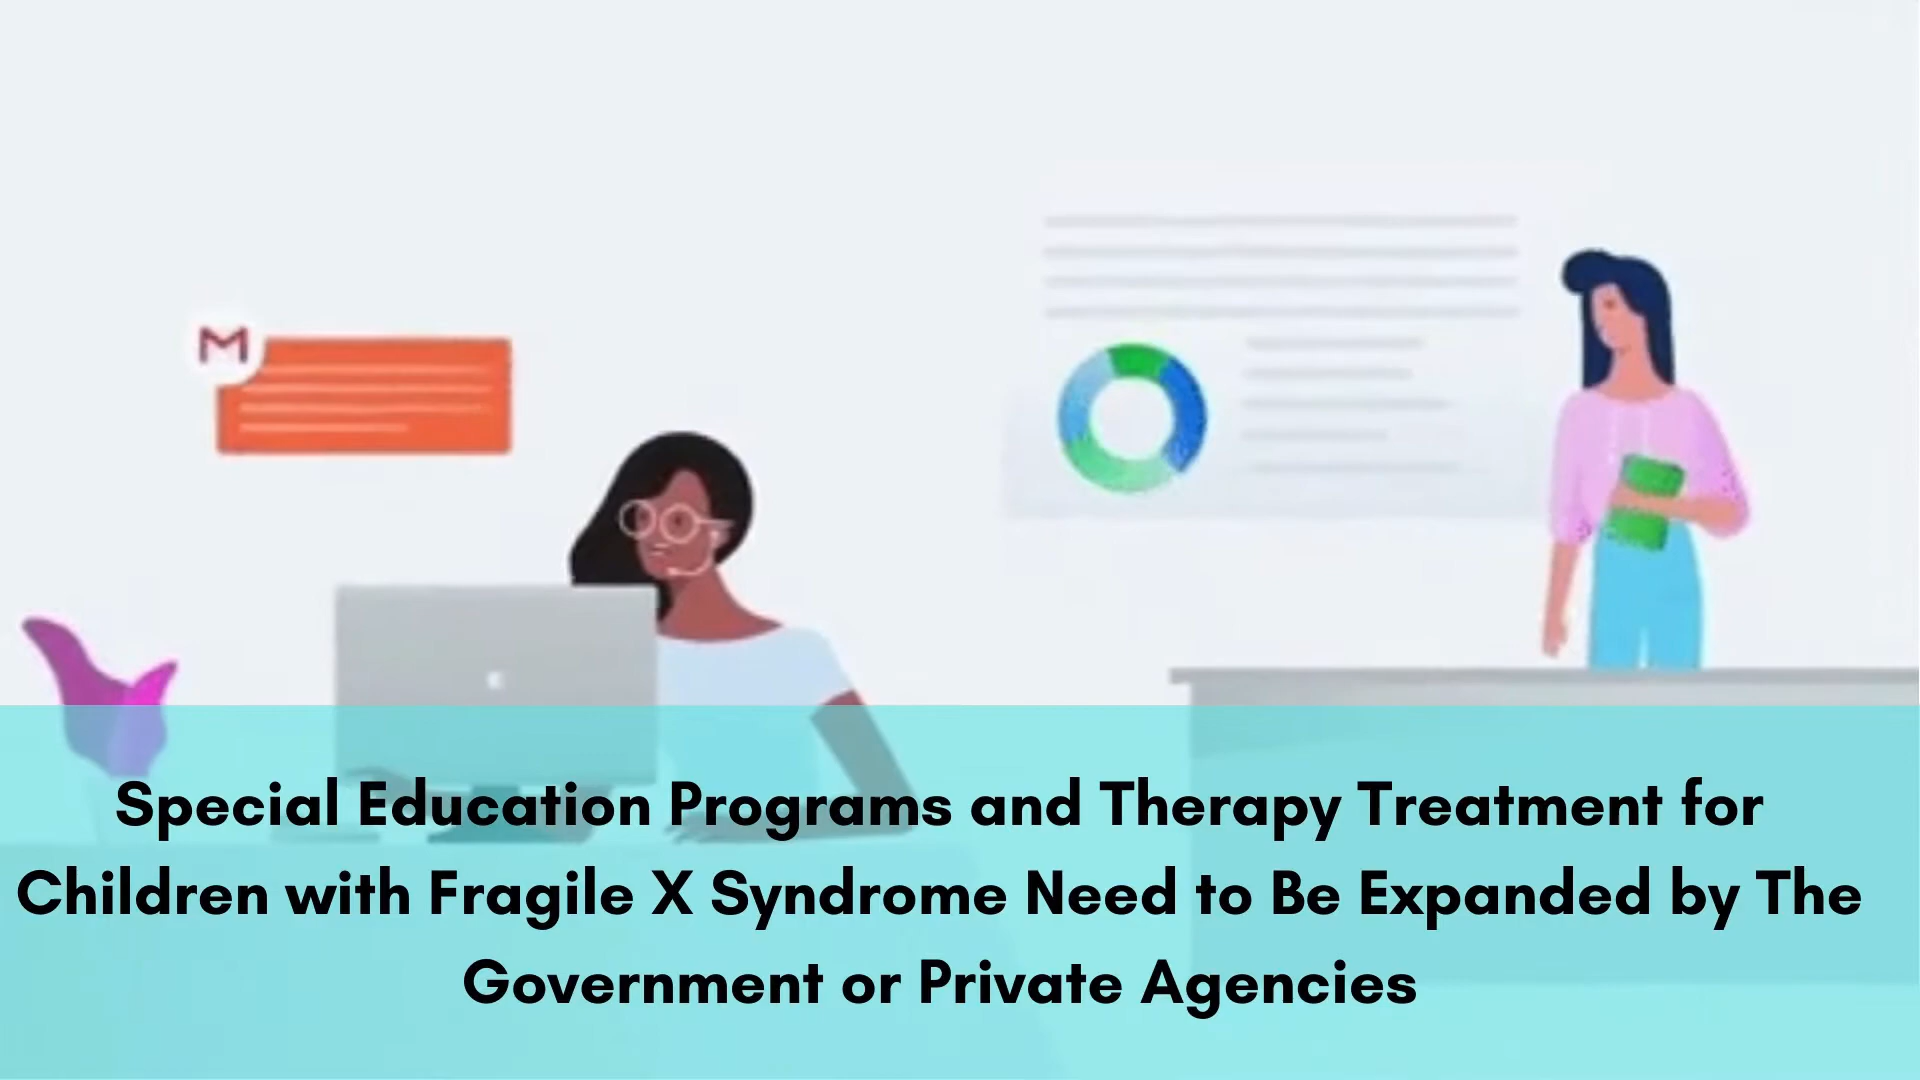 M
Special Education Programs and Therapy Treatment for
Children with Fragile X Syndrome Need to Be Expanded by The
Government or Private Agencies